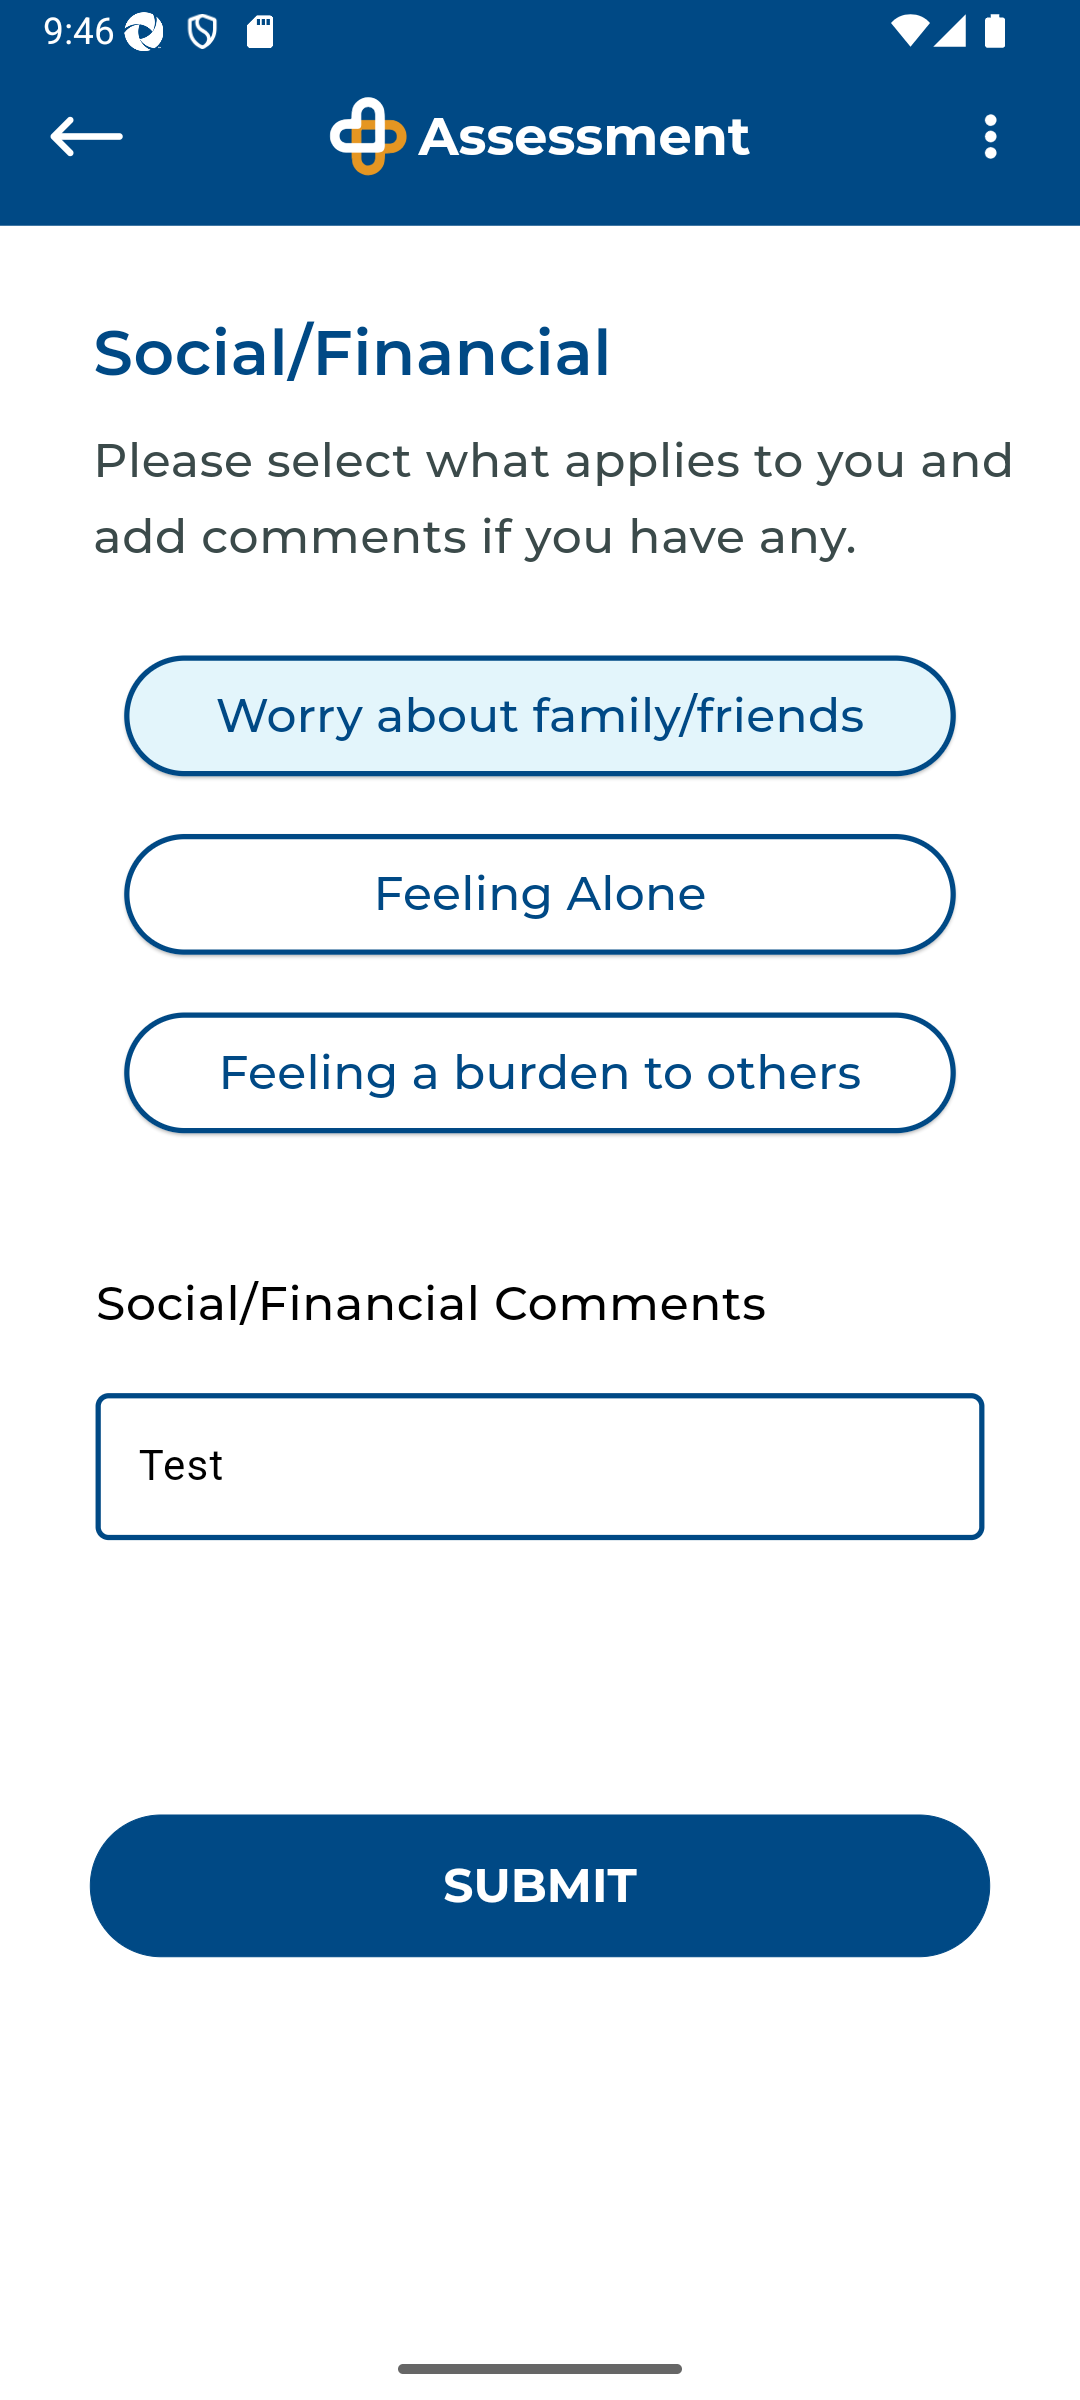 9:46
Assessment
Social/Financial
Please select what applies to you and
add comments if you have any.
Worry about family/friends
Feeling Alone
Feeling a burden to others
Social/Financial Comments
Test
SUBMIT